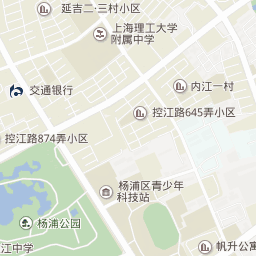 延吉二·三村小区
上海理工大学
附属中学
交通银行
内江一村
控江路645弄小区
控江路874弄小区
杨浦区青少年
科技站
杨浦公园
江中学
帆升公寓